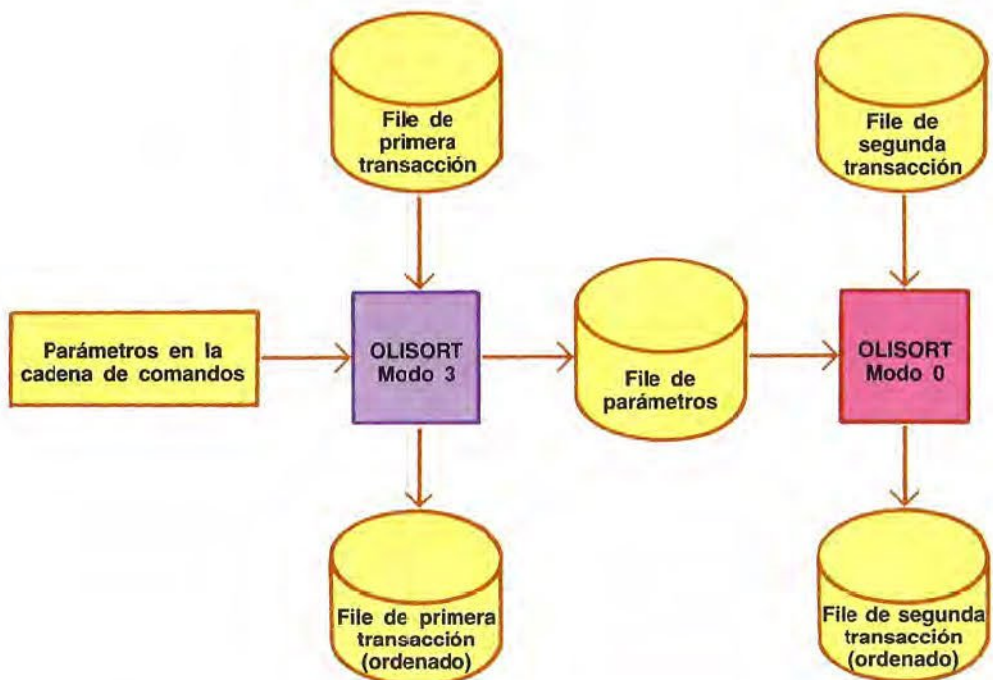 File de
primera
transacción
File de
segunda
transacción
Parámetros en la
cadena de comandos
OLISORT
Modo 3
File de
parámetros
OLISORT
Modo 0
File de primera
transacción
(ordenado)
File de segunda
transacción
(ordenado)